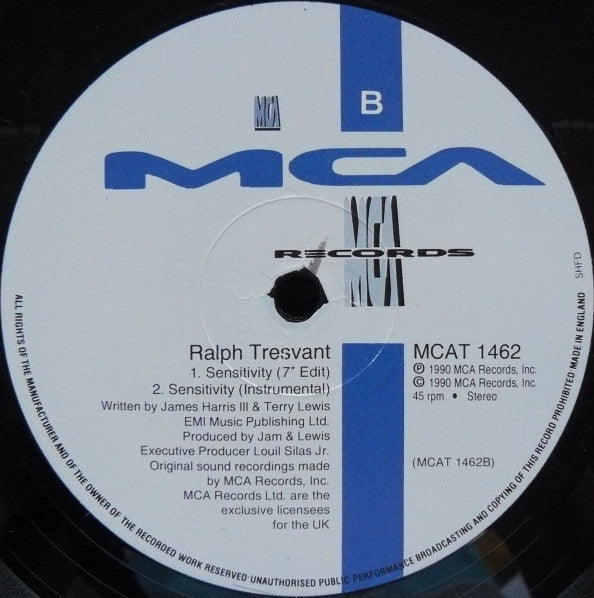 B
MCA
MCA
MCA
RECORDS
SHFD
Ralph Tresvant
1. Sensitivity (7" Edit)
2. Sensitivity (Instrumental)
Written by James Harris III & Terry Lewis
EMI Music Publishing Ltd.
Produced by Jam & Lewis
Executive Producer Louil Silas Jr.
Original sound recordings made
by MCA Records, Inc.
MCA Records Ltd. are the
exclusive licensees
for the UK
MCAT 1462
℗ 1990 MCA Records, Inc.
© 1990 MCA Records, Inc.
45 rpm • Stereo
(MCAT 1462B)
ALL RIGHTS OF THE MANUFACTURER AND OF THE OWNER OF THE RECORDED WORK RESERVED·UNAUTHORISED PUBLIC PERFORMANCE BROADCASTING AND COPYING OF THIS RECORD PROHIBITED MADE IN ENGLAND